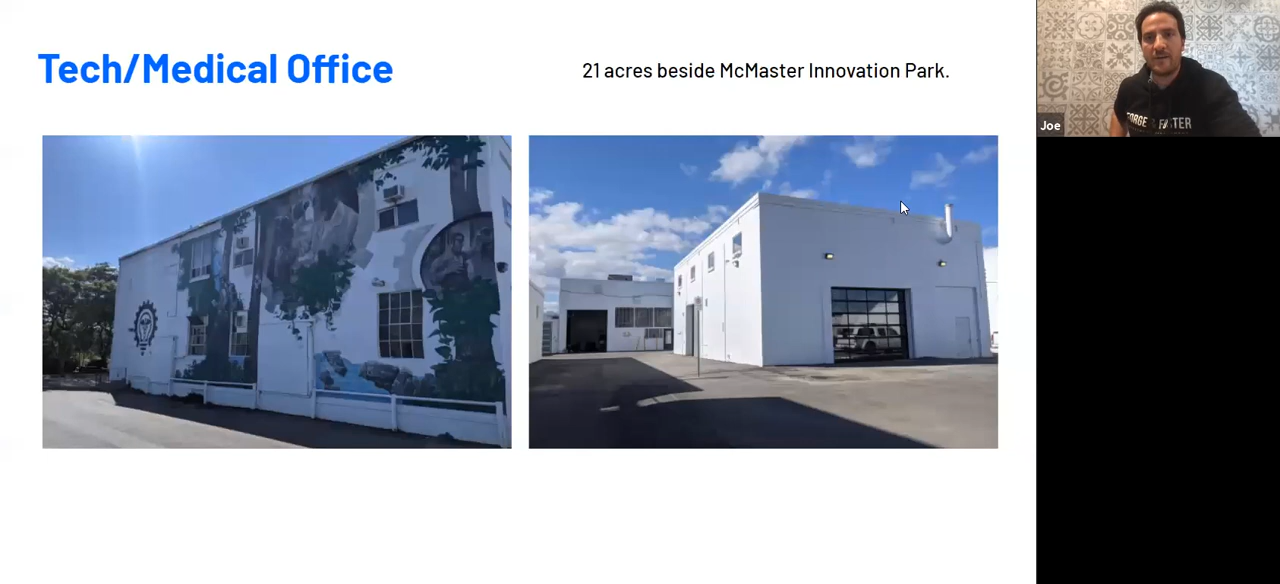 Tech/Medical Office
21 acres beside McMaster Innovation Park.
Joe